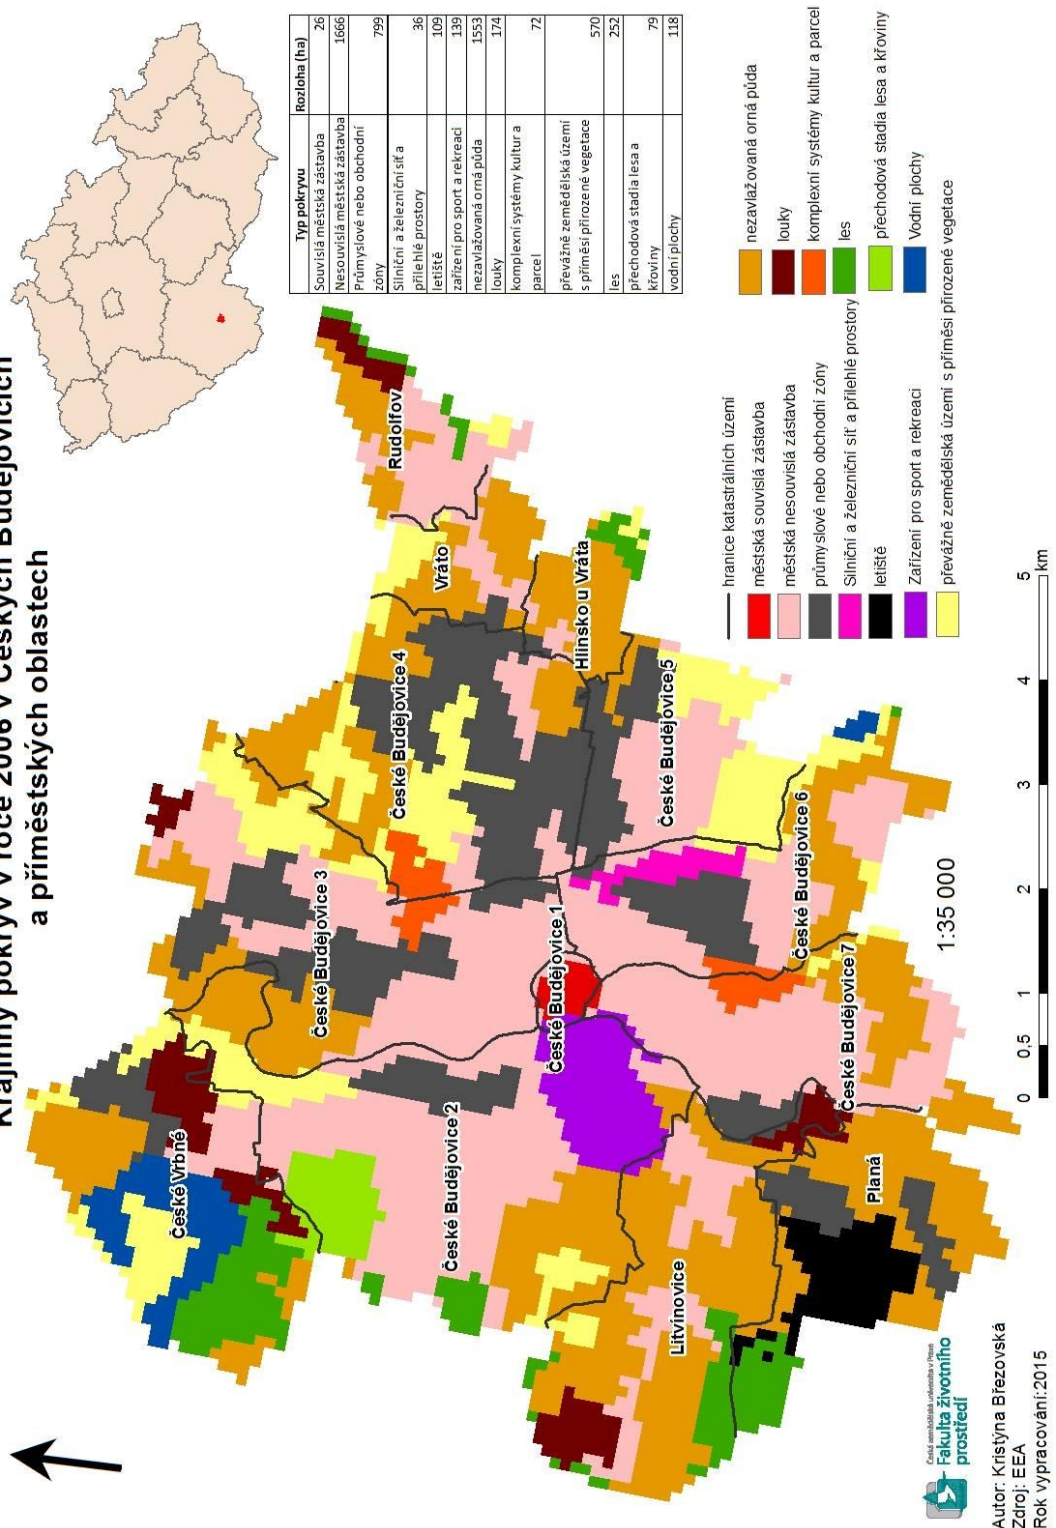 Krajinný pokryv v roce 2006 v Českých Budějovicích
a příměstských oblastech
Typ pokryvu Rozloha (ha)
Souvislá městská zástavba 26
Nesouvislá městská zástavba 1666
Průmyslové nebo obchodní
zóny 799
Silniční a železniční síť a
přilehlé prostory 36
letiště 109
zařízení pro sport a rekreaci 139
nezavlažovaná orná půda 1553
louky 174
komplexní systémy kultur a
parcel 72
převážně zemědělská území
s příměsí přirozené vegetace 570
les 252
přechodová stadia lesa a
křoviny 79
vodní plochy 118
České Vrbné
České Budějovice 3
České Budějovice 4
Vráto
Rudolfov
Hlinsko u Vráta
České Budějovice 2
České Budějovice 1
České Budějovice 5
Litvínovice
České Budějovice 6
České Budějovice 7
Planá
hranice katastrálních území
městská souvislá zástavba
městská nesouvislá zástavba
průmyslové nebo obchodní zóny
Silniční a železniční síť a přilehlé prostory
letiště
Zařízení pro sport a rekreaci
převážně zemědělská území s příměsí přirozené vegetace
nezavlažovaná orná půda
louky
komplexní systémy kultur a parcel
les
přechodová stadia lesa a křoviny
Vodní plochy
1:35 000
0 0,5 1 2 3 4 5
km
Česká zemědělská univerzita v Praze
Fakulta životního
prostředí
Autor: Kristýna Březovská
Zdroj: EEA
Rok vypracování:2015